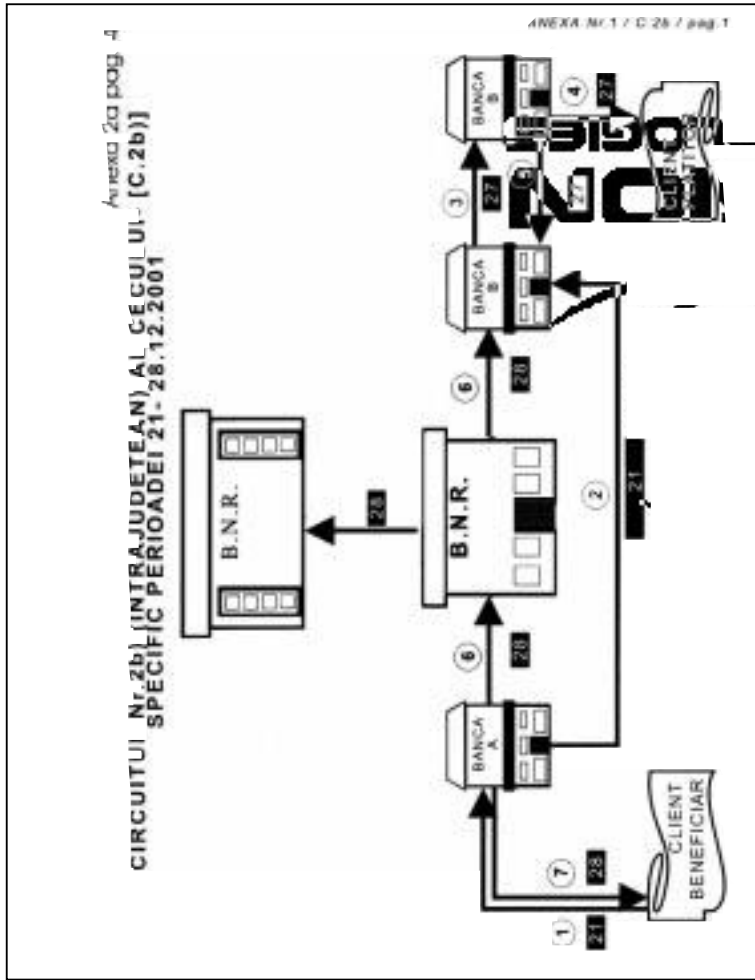 ANEXA Nr.1 / C.2b / pag.1
Anexa 2a pag. 4
CIRCUITUL Nr.2b) (INTRAJUDETEAN) AL CECULUI- [C.2b)]
SPECIFIC PERIOADEI 21- 28.12.2001
B.N.R.
28
B.N.R.
BANCA
A
BANCA
B
BANCA
B
CLIENT
BENEFICIAR
CLIENT
1
21
7
28
6
28
6
28
2
21
3
27
4
27
27